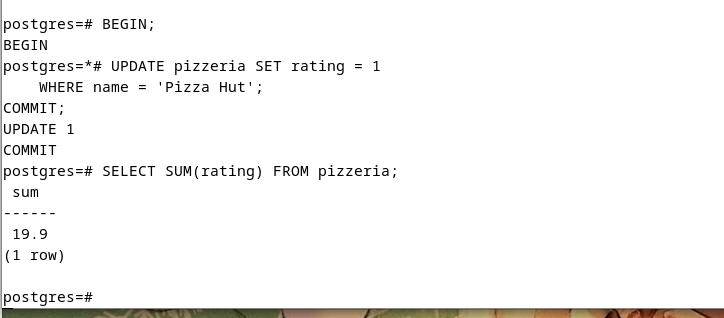 postgres=# BEGIN;
BEGIN
postgres=*# UPDATE pizzeria SET rating = 1
    WHERE name = 'Pizza Hut';
COMMIT;
UPDATE 1
COMMIT
postgres=# SELECT SUM(rating) FROM pizzeria;
 sum
------
 19.9
(1 row)

postgres=#